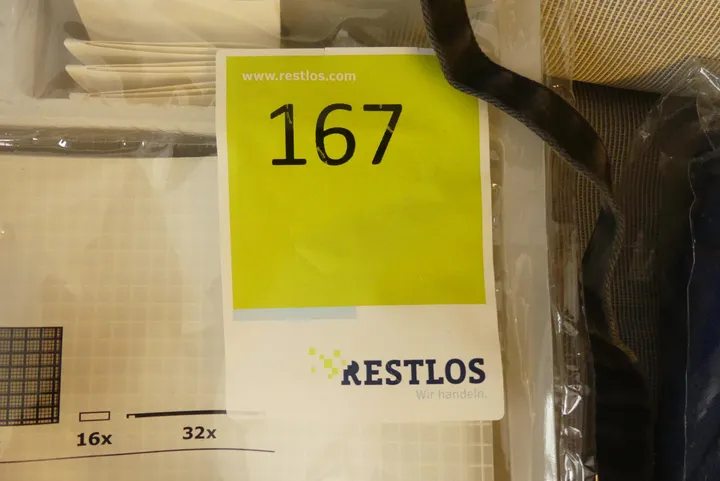 www.restlos.com
167
RESTLOS
Wir handeln.
16x
32x